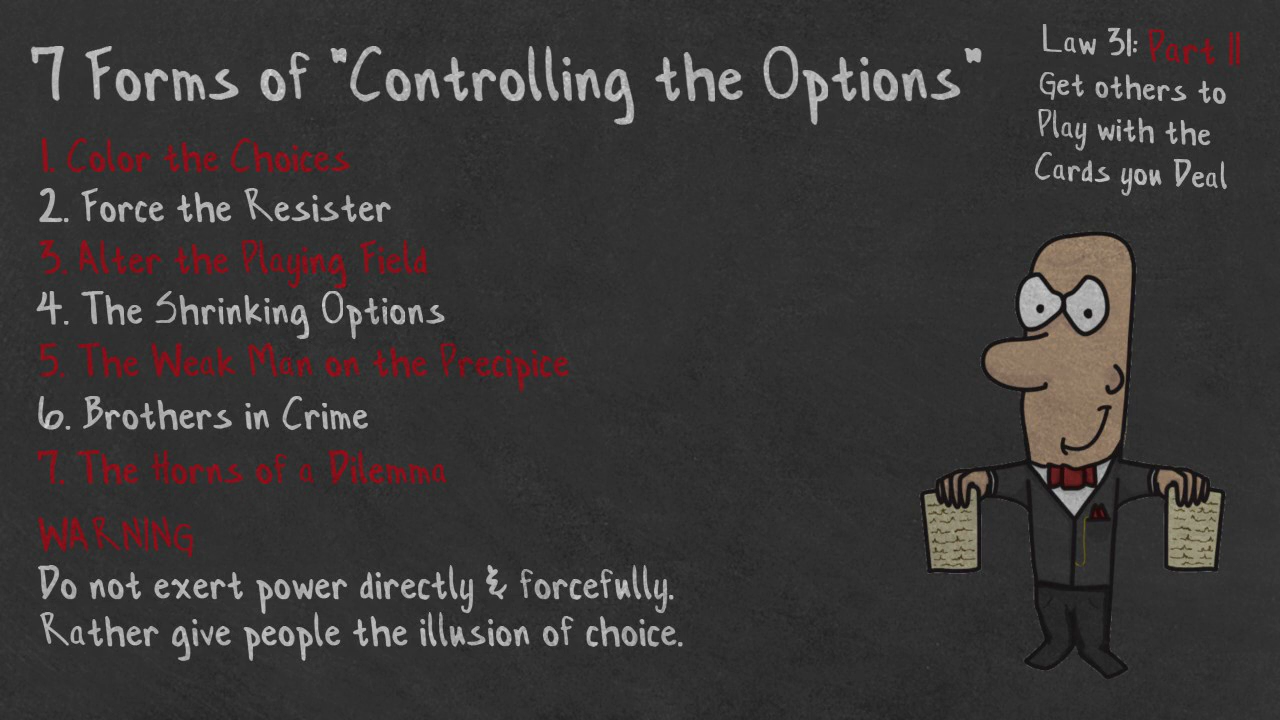 7 Forms of "Controlling the Options"
1. Color the Choices
2. Force the Resister
3. Alter the Playing Field
4. The Shrinking Options
5. The Weak Man on the Precipice
6. Brothers in Crime
7. The Horns of a Dilemma
WARNING
Do not exert power directly & forcefully.
Rather give people the illusion of choice.
Law 31: Part II
Get others to
Play with the
Cards you Deal